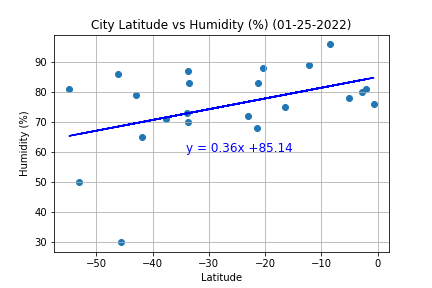 City Latitude vs Humidity (%) (01-25-2022)
90
80
70
60
50
40
30
Humidity (%)
y = 0.36x +85.14
−50 −40 −30 −20 −10 0
Latitude